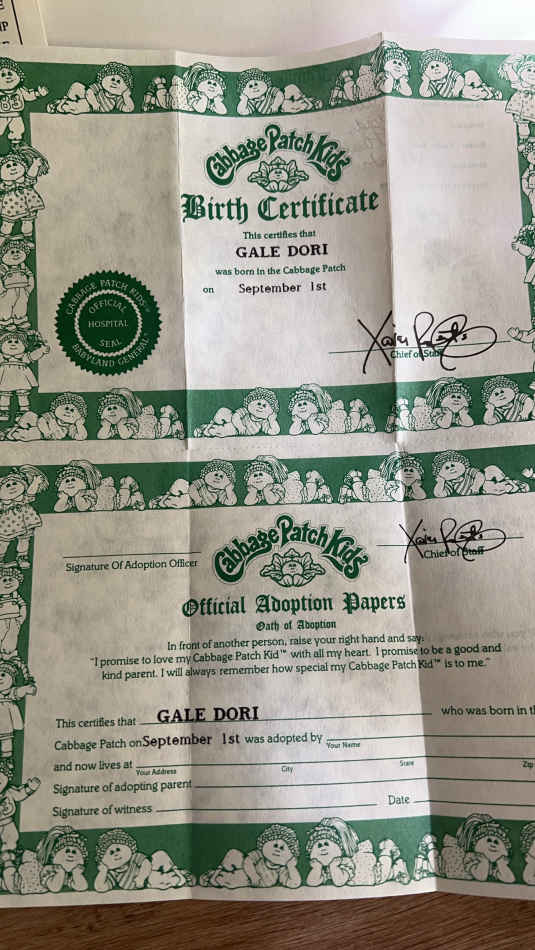 Cabbage Patch Kids
Birth Certificate
This certifies that
GALE DORI
was born in the Cabbage Patch
on September 1st
CABBAGE PATCH KIDS™
OFFICIAL
HOSPITAL
SEAL
BABYLAND GENERAL
Chief of Staff
Signature Of Adoption Officer
Cabbage Patch Kids
Chief of Staff
Official Adoption Papers
Oath of Adoption
In front of another person, raise your right hand and say:
"I promise to love my Cabbage Patch Kid™ with all my heart. I promise to be a good and
kind parent. I will always remember how special my Cabbage Patch Kid™ is to me."
This certifies that GALE DORI who was born in th
Cabbage Patch on September 1st was adopted by
Your Name
and now lives at
Your Address City State Zip
Signature of adopting parent
Signature of witness Date